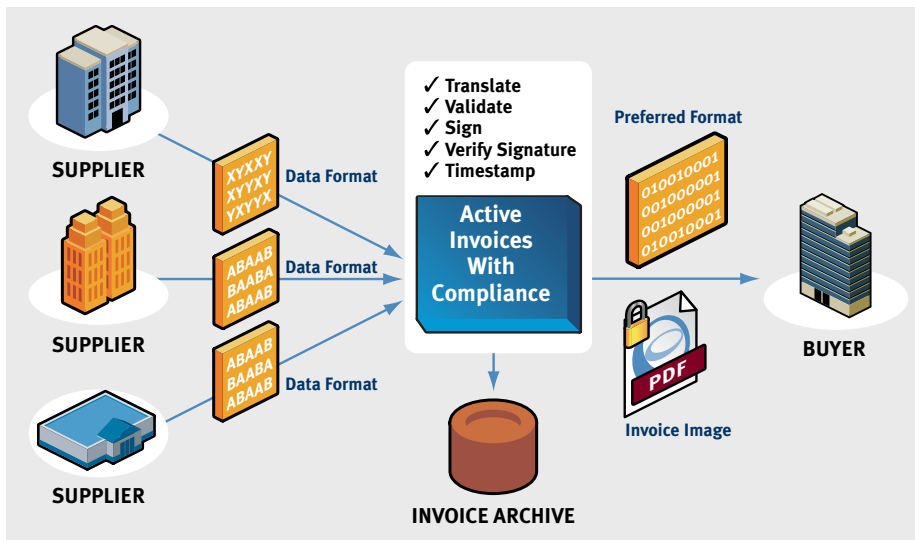 SUPPLIER
XYXXY
XYYXY
YXYYX
Data Format
SUPPLIER
ABAAB
BAABA
ABAAB
Data Format
SUPPLIER
ABAAB
BAABA
ABAAB
Data Format
✓ Translate
✓ Validate
✓ Sign
✓ Verify Signature
✓ Timestamp
Active
Invoices
With
Compliance
INVOICE ARCHIVE
Preferred Format
010010001
001000001
001000001
010010001
PDF
Invoice Image
BUYER